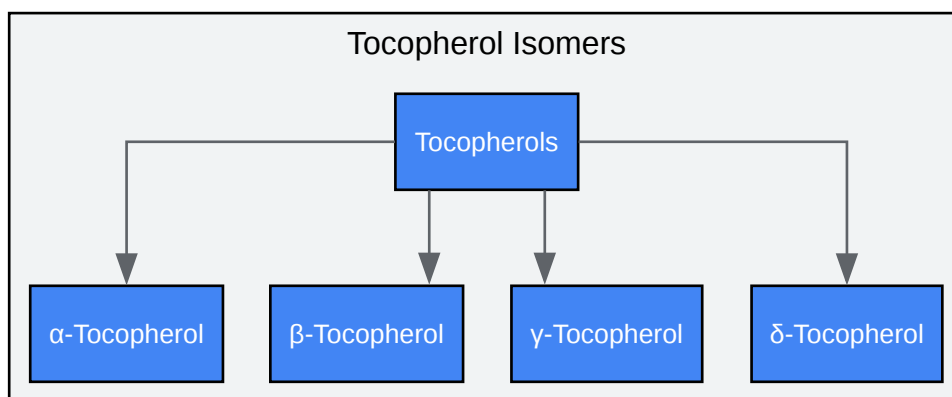 Tocopherol Isomers
Tocopherols
α-Tocopherol
β-Tocopherol
γ-Tocopherol
δ-Tocopherol